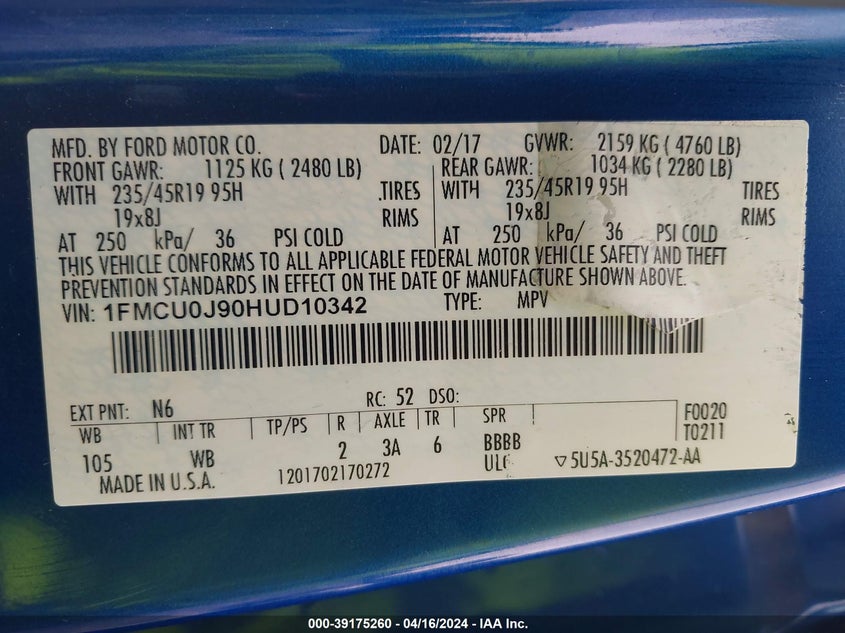 MFD. BY FORD MOTOR CO. DATE: 02/17 GVWR: 2159 KG ( 4760 LB)
FRONT GAWR: 1125 KG ( 2480 LB) REAR GAWR: 1034 KG ( 2280 LB)
WITH 235/45R19 95H TIRES WITH 235/45R19 95H TIRES
19x8J RIMS 19x8J RIMS
AT 250 kPa/ 36 PSI COLD AT 250 kPa/ 36 PSI COLD
THIS VEHICLE CONFORMS TO ALL APPLICABLE FEDERAL MOTOR VEHICLE SAFETY AND THEFT
PREVENTION STANDARDS IN EFFECT ON THE DATE OF MANUFACTURE SHOWN ABOVE.
VIN: 1FMCU0J90HUD10342 TYPE: MPV
EXT PNT: N6 RC: 52 DSO:
WB INT TR TP/PS R AXLE TR SPR F0020
105 WB 2 3A 6 BBBB T0211
MADE IN U.S.A. 1201702170272 ▽5U5A-3520472-AA
000-39175260 - 04/16/2024 - IAA Inc.